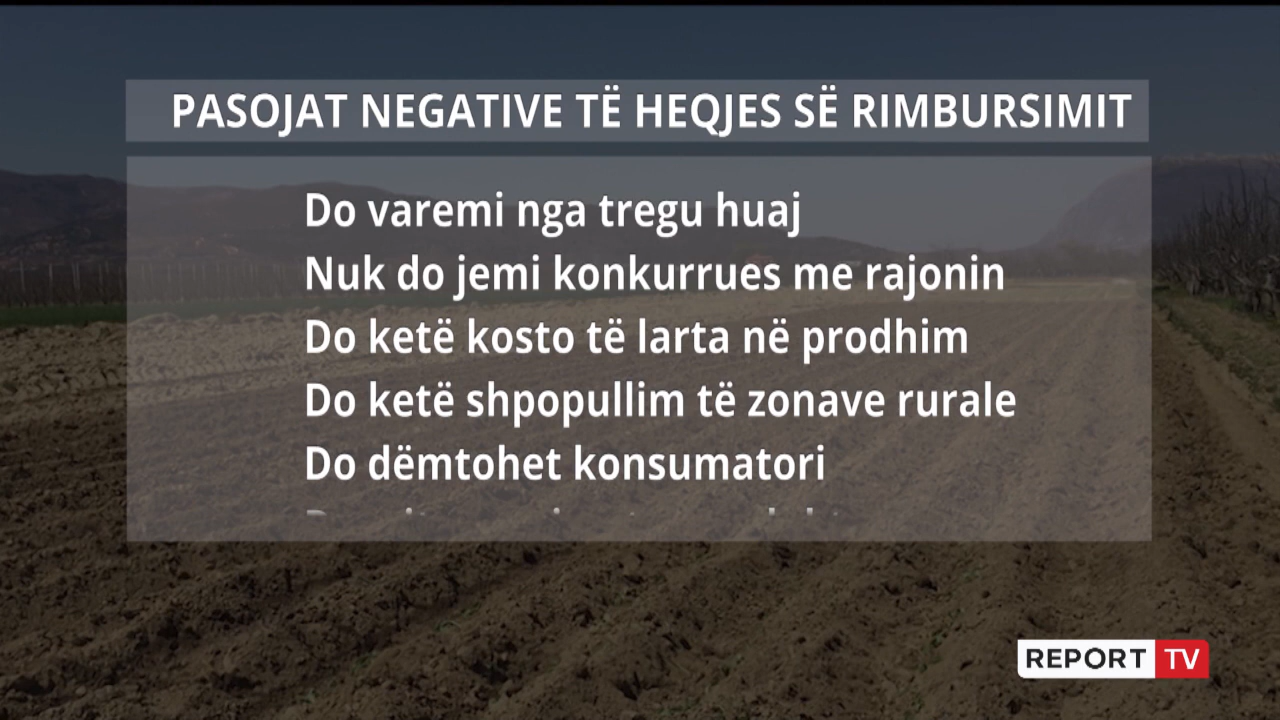 PASOJAT NEGATIVE TË HEQJES SË RIMBURSIMIT
Do varemi nga tregu huaj
Nuk do jemi konkurrues me rajonin
Do ketë kosto të larta në prodhim
Do ketë shpopullim të zonave rurale
Do dëmtohet konsumatori
REPORT TV